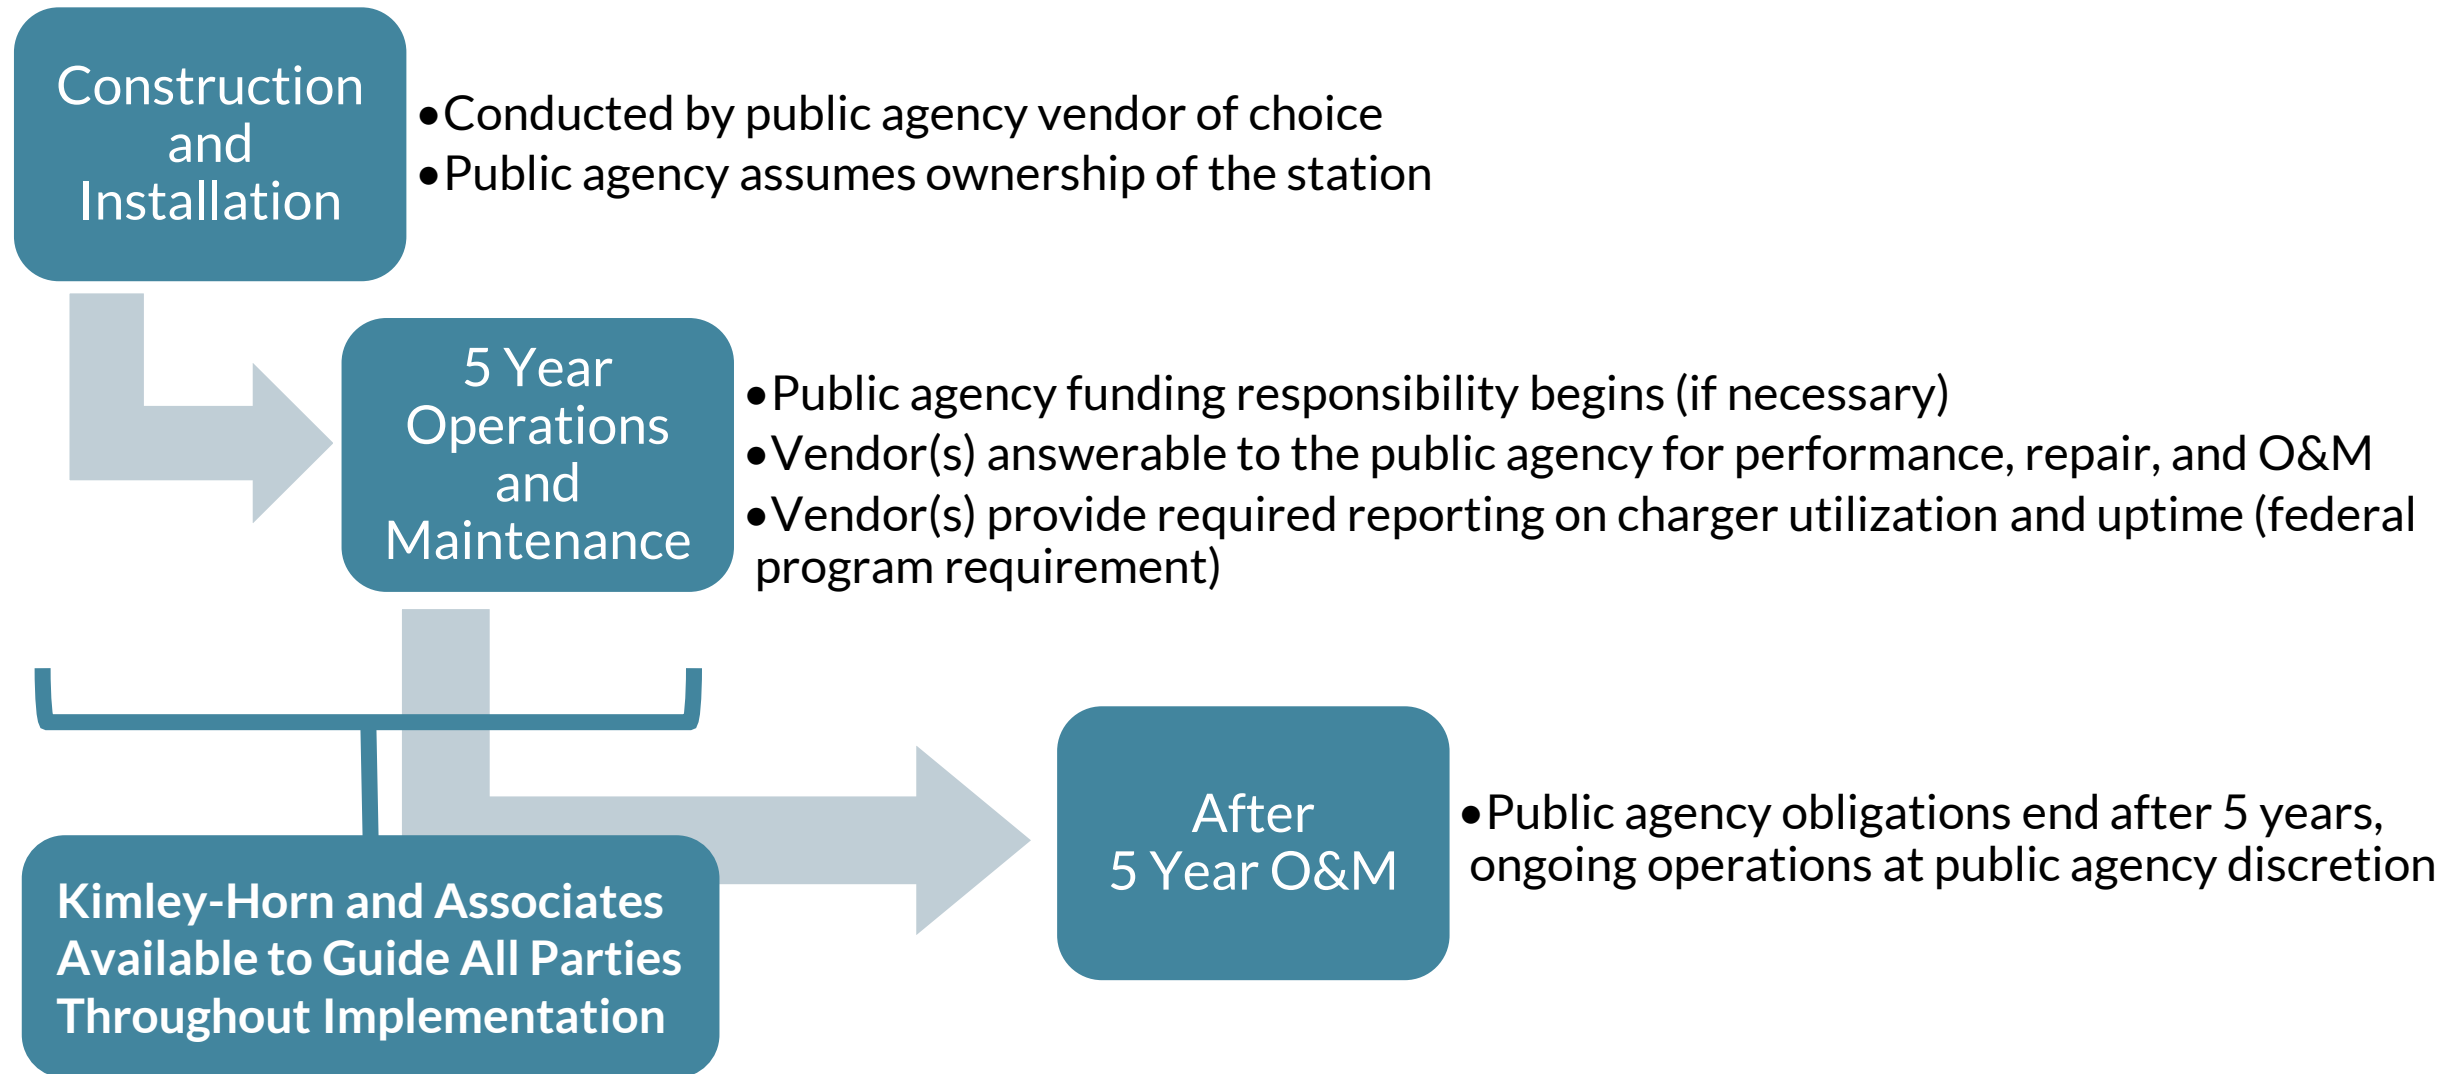 Construction
and
Installation
•Conducted by public agency vendor of choice
•Public agency assumes ownership of the station
5 Year
Operations
and
Maintenance
•Public agency funding responsibility begins (if necessary)
•Vendor(s) answerable to the public agency for performance, repair, and O&M
•Vendor(s) provide required reporting on charger utilization and uptime (federal
program requirement)
After
5 Year O&M
•Public agency obligations end after 5 years,
ongoing operations at public agency discretion
Kimley-Horn and Associates
Available to Guide All Parties
Throughout Implementation